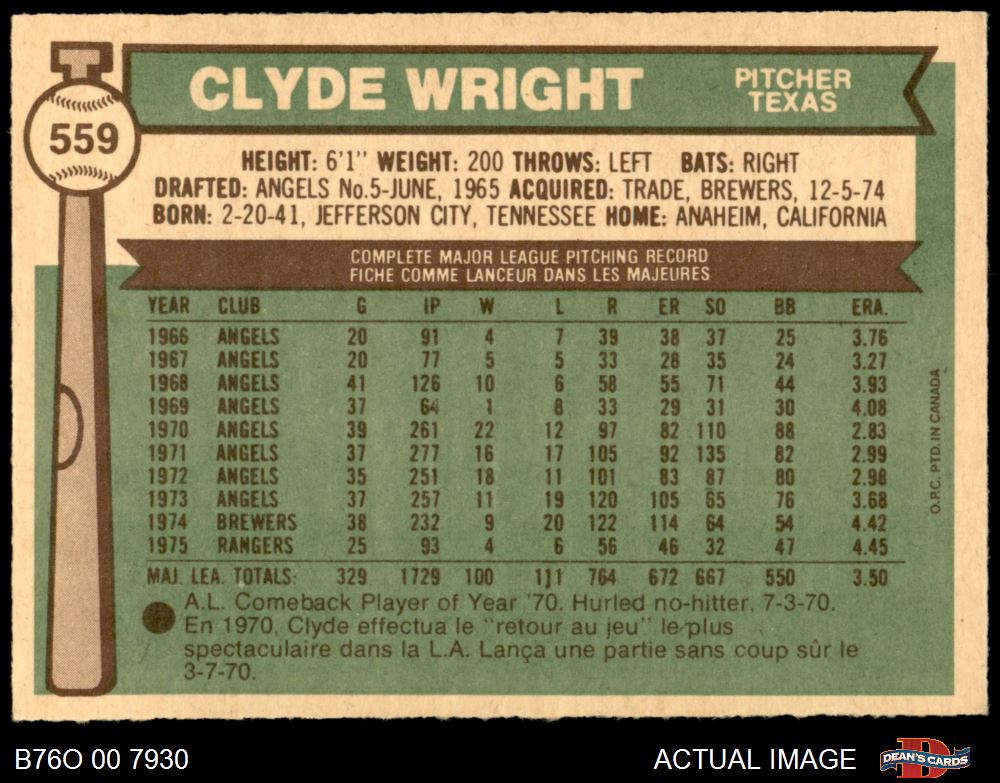 CLYDE WRIGHT
PITCHER
TEXAS
559
HEIGHT: 6'1" WEIGHT: 200 THROWS: LEFT BATS: RIGHT
DRAFTED: ANGELS No.5-JUNE, 1965 ACQUIRED: TRADE, BREWERS, 12-5-74
BORN: 2-20-41, JEFFERSON CITY, TENNESSEE HOME: ANAHEIM, CALIFORNIA
COMPLETE MAJOR LEAGUE PITCHING RECORD
FICHE COMME LANCEUR DANS LES MAJEURES
YEAR CLUB G IP W L R ER SO BB ERA.
1966 ANGELS 20 91 4 7 39 38 37 25 3.76
1967 ANGELS 20 77 5 5 33 28 35 24 3.27
1968 ANGELS 41 126 10 6 58 55 71 44 3.93
1969 ANGELS 37 64 1 8 33 29 31 30 4.08
1970 ANGELS 39 261 22 12 97 82 110 88 2.83
1971 ANGELS 37 277 16 17 105 92 135 82 2.99
1972 ANGELS 35 251 18 11 101 83 87 80 2.98
1973 ANGELS 37 257 11 19 120 105 65 76 3.68
1974 BREWERS 38 232 9 20 122 114 64 54 4.42
1975 RANGERS 25 93 4 6 56 46 32 47 4.45
MAJ. LEA. TOTALS: 329 1729 100 111 764 672 667 550 3.50
A.L. Comeback Player of Year '70. Hurled no-hitter, 7-3-70.
En 1970, Clyde effectua le "retour au jeu" le plus
spectaculaire dans la L.A. Lança une partie sans coup sûr le
3-7-70.
O.P.C. PTD. IN CANADA
B76O 00 7930
ACTUAL IMAGE
DEAN'S CARDS